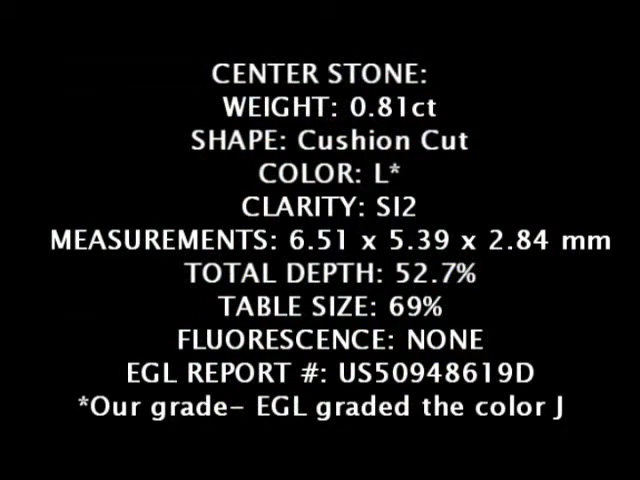 CENTER STONE:
WEIGHT: 0.81ct
SHAPE: Cushion Cut
COLOR: L*
CLARITY: SI2
MEASUREMENTS: 6.51 x 5.39 x 2.84 mm
TOTAL DEPTH: 52.7%
TABLE SIZE: 69%
FLUORESCENCE: NONE
EGL REPORT #: US50948619D
*Our grade- EGL graded the color J